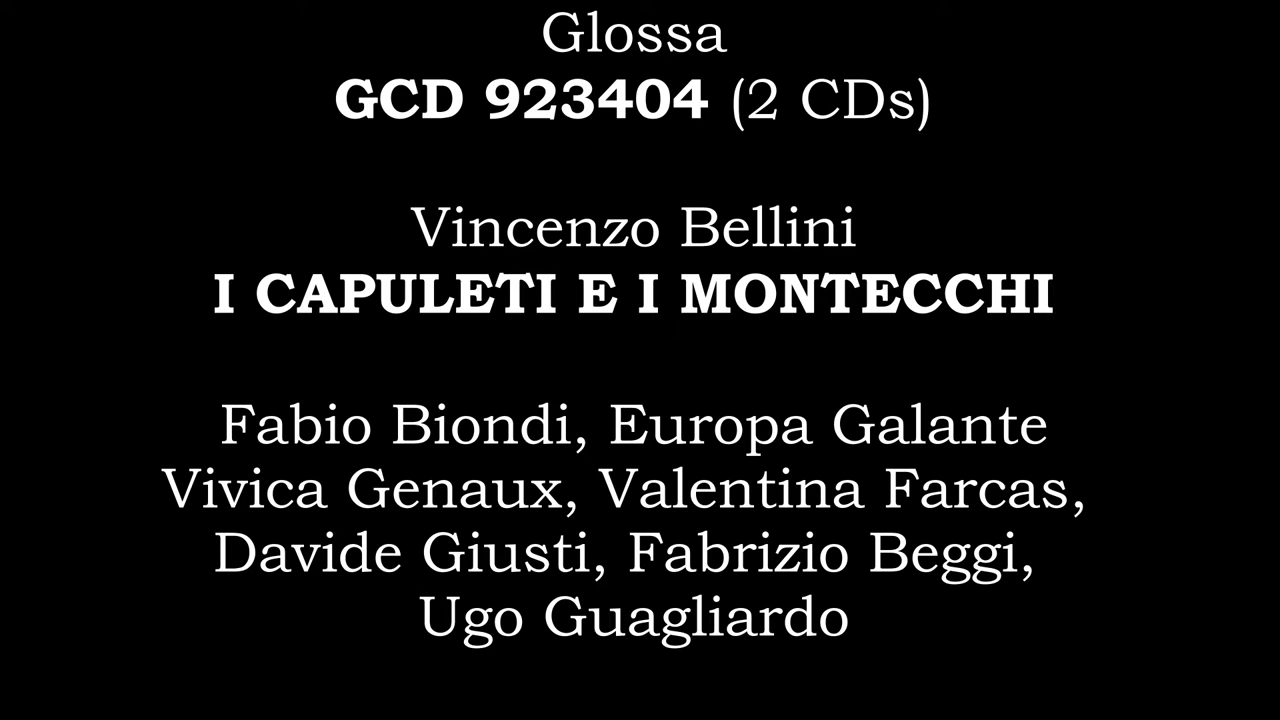 Glossa
GCD 923404 (2 CDs)
Vincenzo Bellini
I CAPULETI E I MONTECCHI
Fabio Biondi, Europa Galante
Vivica Genaux, Valentina Farcas,
Davide Giusti, Fabrizio Beggi,
Ugo Guagliardo